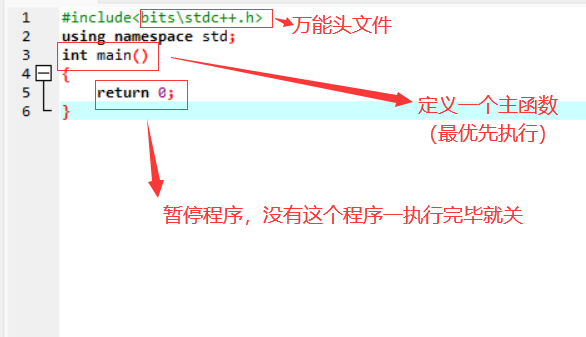 1 #include<bits\stdc++.h> 万能头文件
2 using namespace std;
3 int main()
4 {
5 return 0;
6 }
定义一个主函数
（最优先执行）
暂停程序，没有这个程序一执行完毕就关